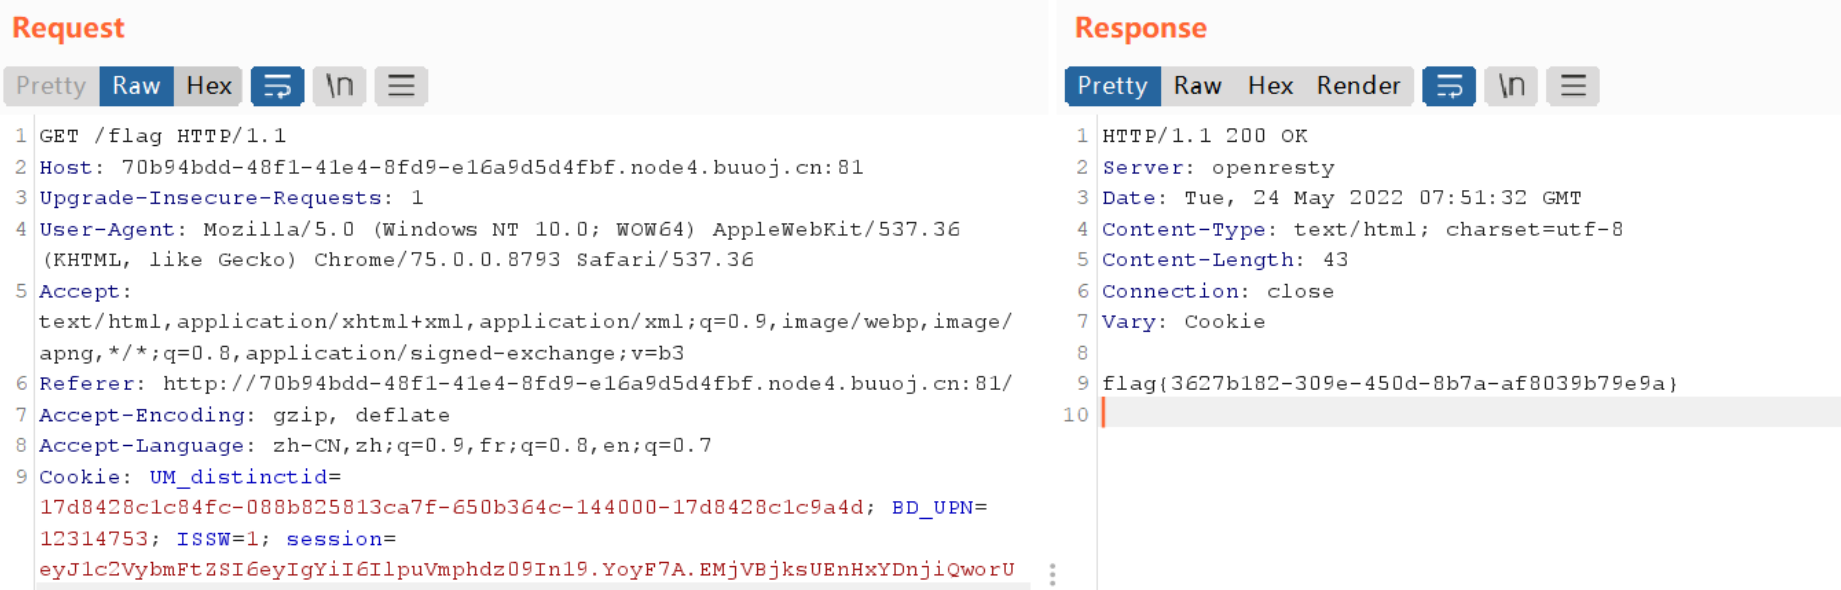 Request
Pretty Raw Hex \n
1 GET /flag HTTP/1.1
2 Host: 70b94bdd-48f1-41e4-8fd9-e16a9d5d4fbf.node4.buuoj.cn:81
3 Upgrade-Insecure-Requests: 1
4 User-Agent: Mozilla/5.0 (Windows NT 10.0; WOW64) AppleWebKit/537.36
(KHTML, like Gecko) Chrome/75.0.0.8793 Safari/537.36
5 Accept:
text/html,application/xhtml+xml,application/xml;q=0.9,image/webp,image/
apng,*/*;q=0.8,application/signed-exchange;v=b3
6 Referer: http://70b94bdd-48f1-41e4-8fd9-e16a9d5d4fbf.node4.buuoj.cn:81/
7 Accept-Encoding: gzip, deflate
8 Accept-Language: zh-CN,zh;q=0.9,fr;q=0.8,en;q=0.7
9 Cookie: UM_distinctid=
17d8428c1c84fc-088b825813ca7f-650b364c-144000-17d8428c1c9a4d; BD_UPN=
12314753; ISSW=1; session=
eyJ1c2VybmFtZSI6eyIgYiI6IlpuVmphdz09In19.YoyF7A.EMjVBjksUEnHxYDnjiQworU
Response
Pretty Raw Hex Render \n
1 HTTP/1.1 200 OK
2 Server: openresty
3 Date: Tue, 24 May 2022 07:51:32 GMT
4 Content-Type: text/html; charset=utf-8
5 Content-Length: 43
6 Connection: close
7 Vary: Cookie
8
9 flag{3627b182-309e-450d-8b7a-af8039b79e9a}
10